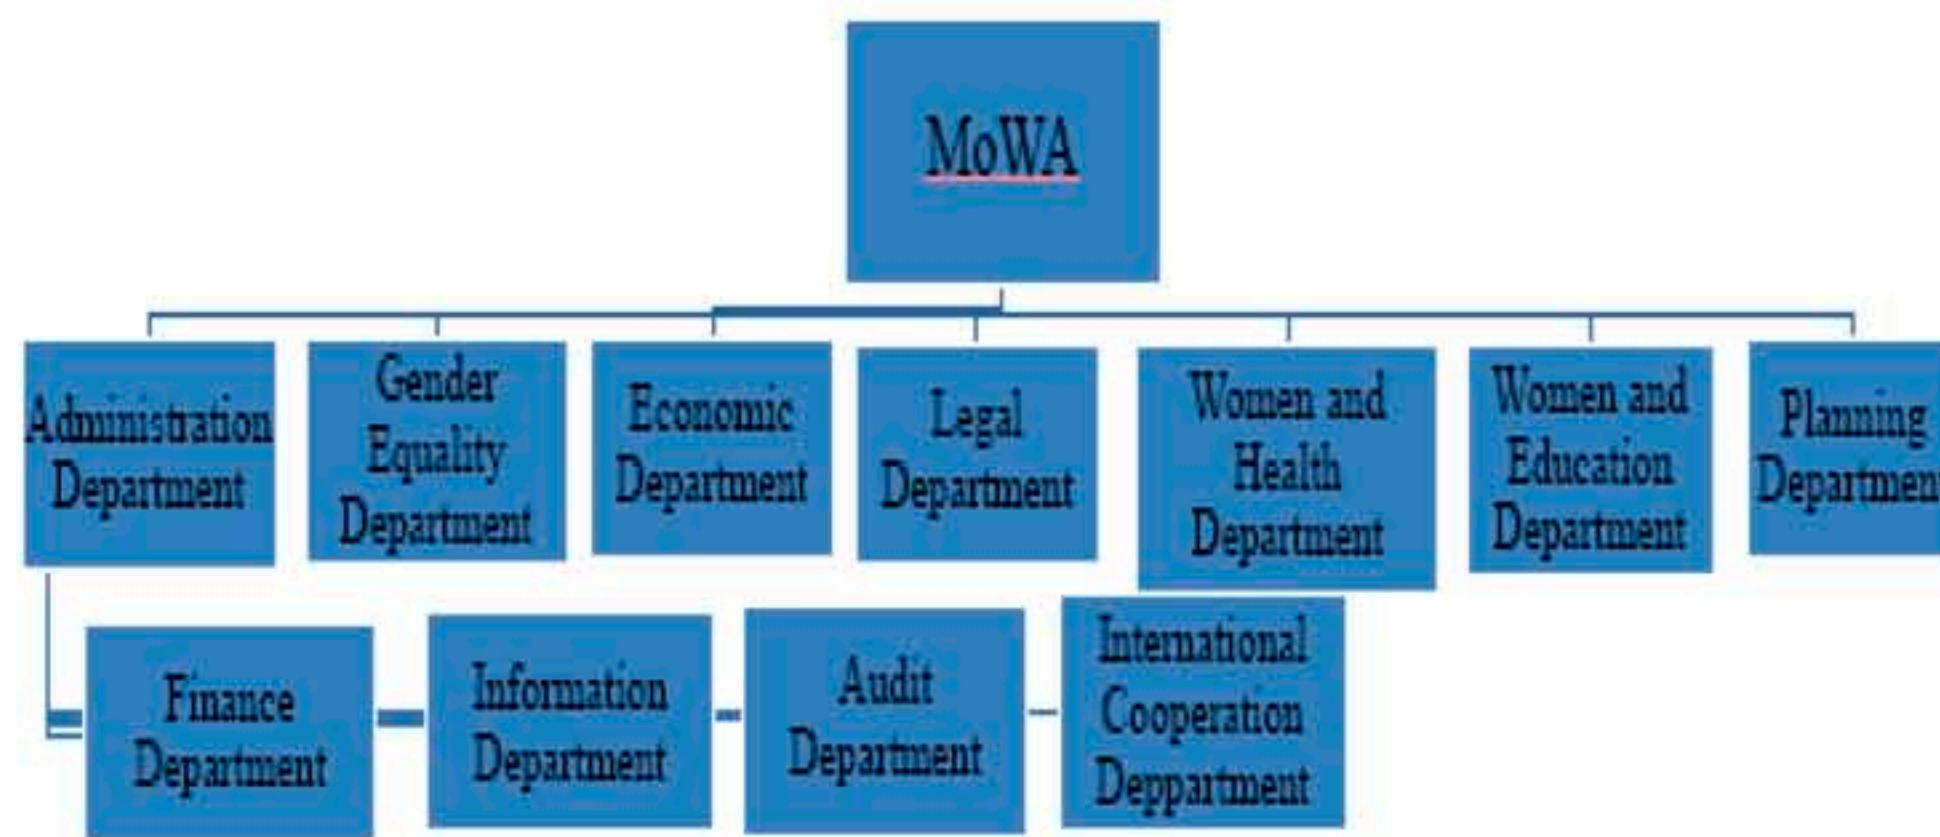 MoWA
Administration
Department
Gender
Equality
Department
Economic
Department
Legal
Department
Women and
Health
Department
Women and
Education
Department
Planning
Department
Finance
Department
Information
Department
Audit
Department
International
Cooperation
Deppartment